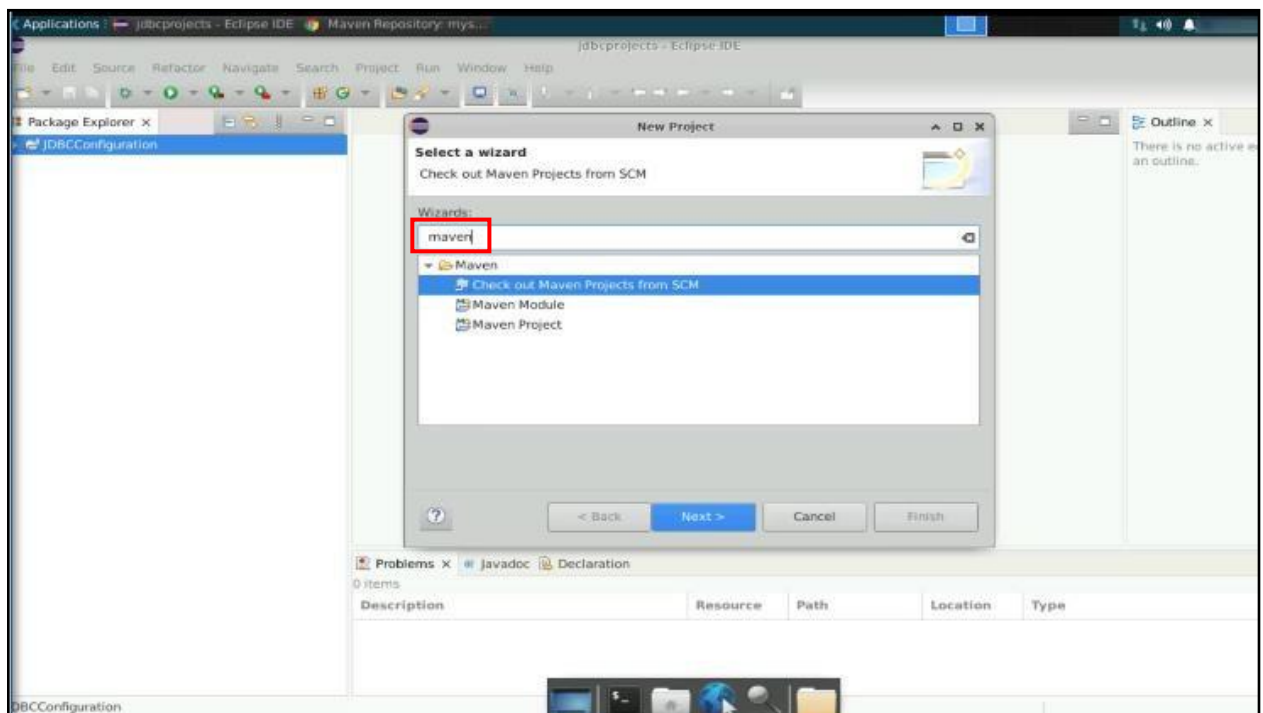 Applications jdbcprojects - Eclipse IDE Maven Repository: mys...
jdbcprojects - Eclipse IDE
File Edit Source Refactor Navigate Search Project Run Window Help
Package Explorer
JDBCConfiguration
New Project
Select a wizard
Check out Maven Projects from SCM
Wizards:
maven
Maven
Check out Maven Projects from SCM
Maven Module
Maven Project
? < Back Next > Cancel Finish
Outline
There is no active
an outline.
Problems Javadoc Declaration
0 items
Description Resource Path Location Type
JDBCConfiguration